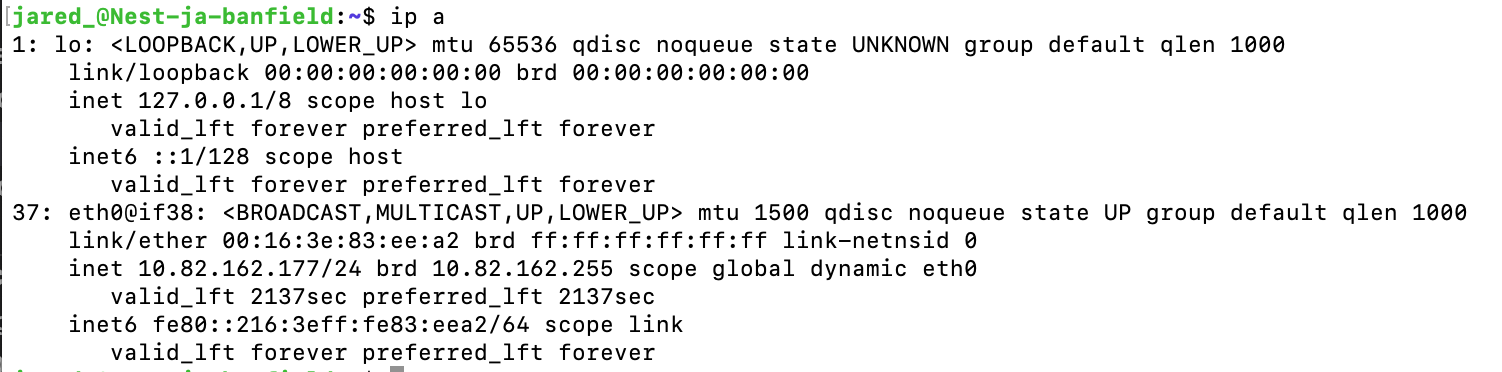 [jared_@Nest-ja-banfield:~$ ip a
1: lo: <LOOPBACK,UP,LOWER_UP> mtu 65536 qdisc noqueue state UNKNOWN group default qlen 1000
    link/loopback 00:00:00:00:00:00 brd 00:00:00:00:00:00
    inet 127.0.0.1/8 scope host lo
       valid_lft forever preferred_lft forever
    inet6 ::1/128 scope host
       valid_lft forever preferred_lft forever
37: eth0@if38: <BROADCAST,MULTICAST,UP,LOWER_UP> mtu 1500 qdisc noqueue state UP group default qlen 1000
    link/ether 00:16:3e:83:ee:a2 brd ff:ff:ff:ff:ff:ff link-netnsid 0
    inet 10.82.162.177/24 brd 10.82.162.255 scope global dynamic eth0
       valid_lft 2137sec preferred_lft 2137sec
    inet6 fe80::216:3eff:fe83:eea2/64 scope link
       valid_lft forever preferred_lft forever